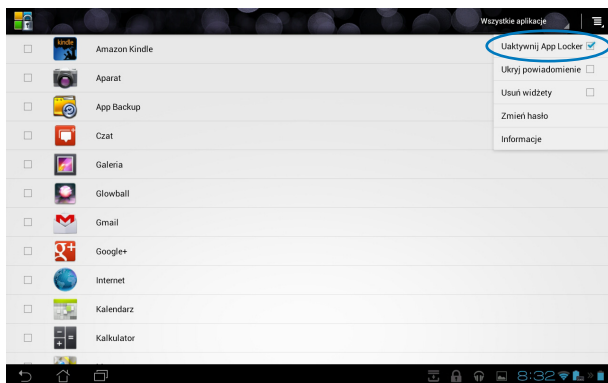 Wszystkie aplikacje
Uaktywnij App Locker
Ukryj powiadomienie
Usuń widżety
Zmień hasło
Informacje
kindle
Amazon Kindle
Aparat
App Backup
Czat
Galeria
Glowball
Gmail
Google+
Internet
Kalendarz
Kalkulator
8:32